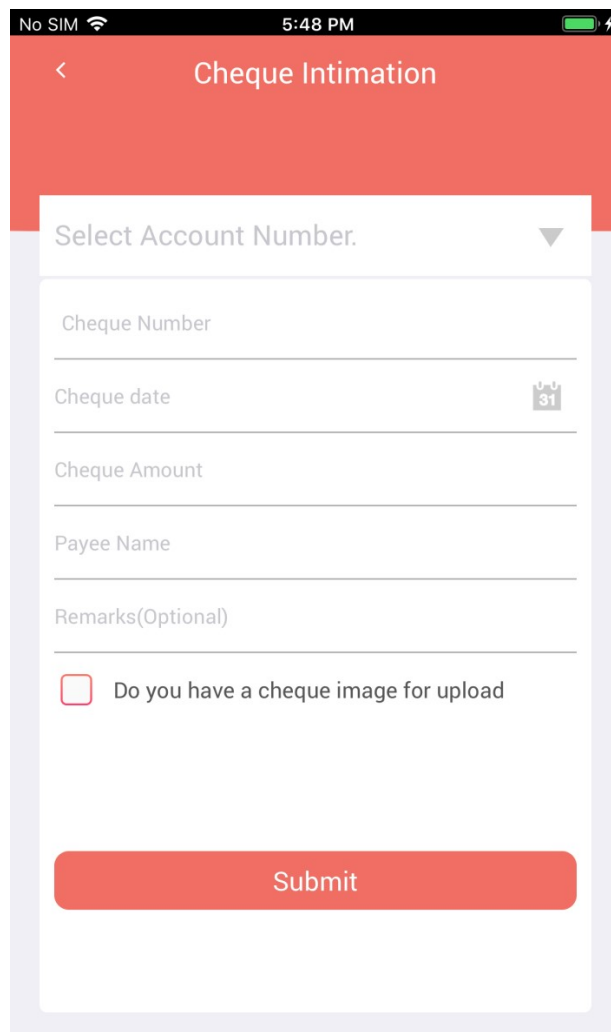 No SIM 5:48 PM
Cheque Intimation
Select Account Number.
Cheque Number
Cheque date
31
Cheque Amount
Payee Name
Remarks(Optional)
Do you have a cheque image for upload
Submit